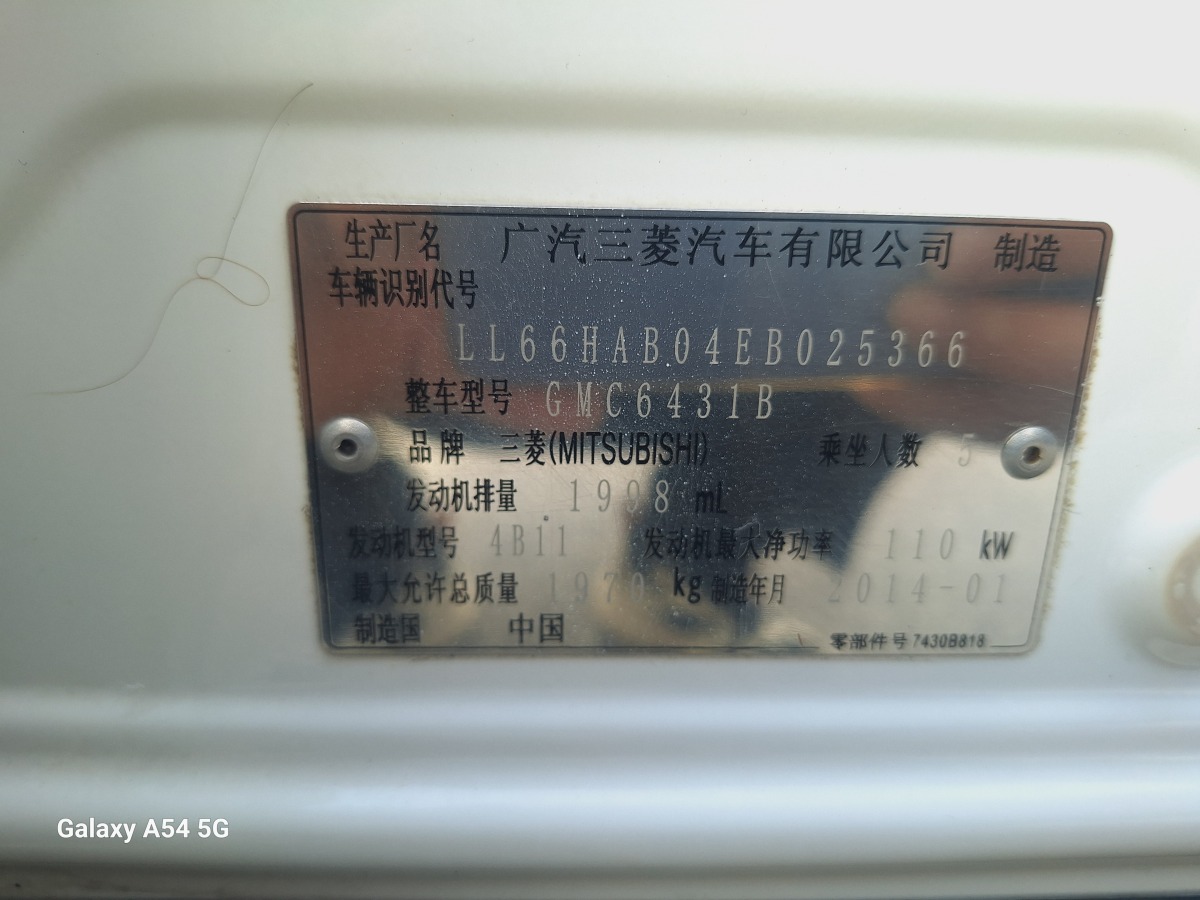 生产厂名 广汽三菱汽车有限公司 制造
车辆识别代号
LL66HAB04EB025366
整车型号 GMC6431B
品牌 三菱(MITSUBISHI) 乘坐人数 5
发动机排量 1998 mL
发动机型号 4B11 发动机最大净功率 110 kW
最大允许总质量 1970 kg 制造年月 2014-01
制造国 中国
零部件号 7430B818
Galaxy A54 5G